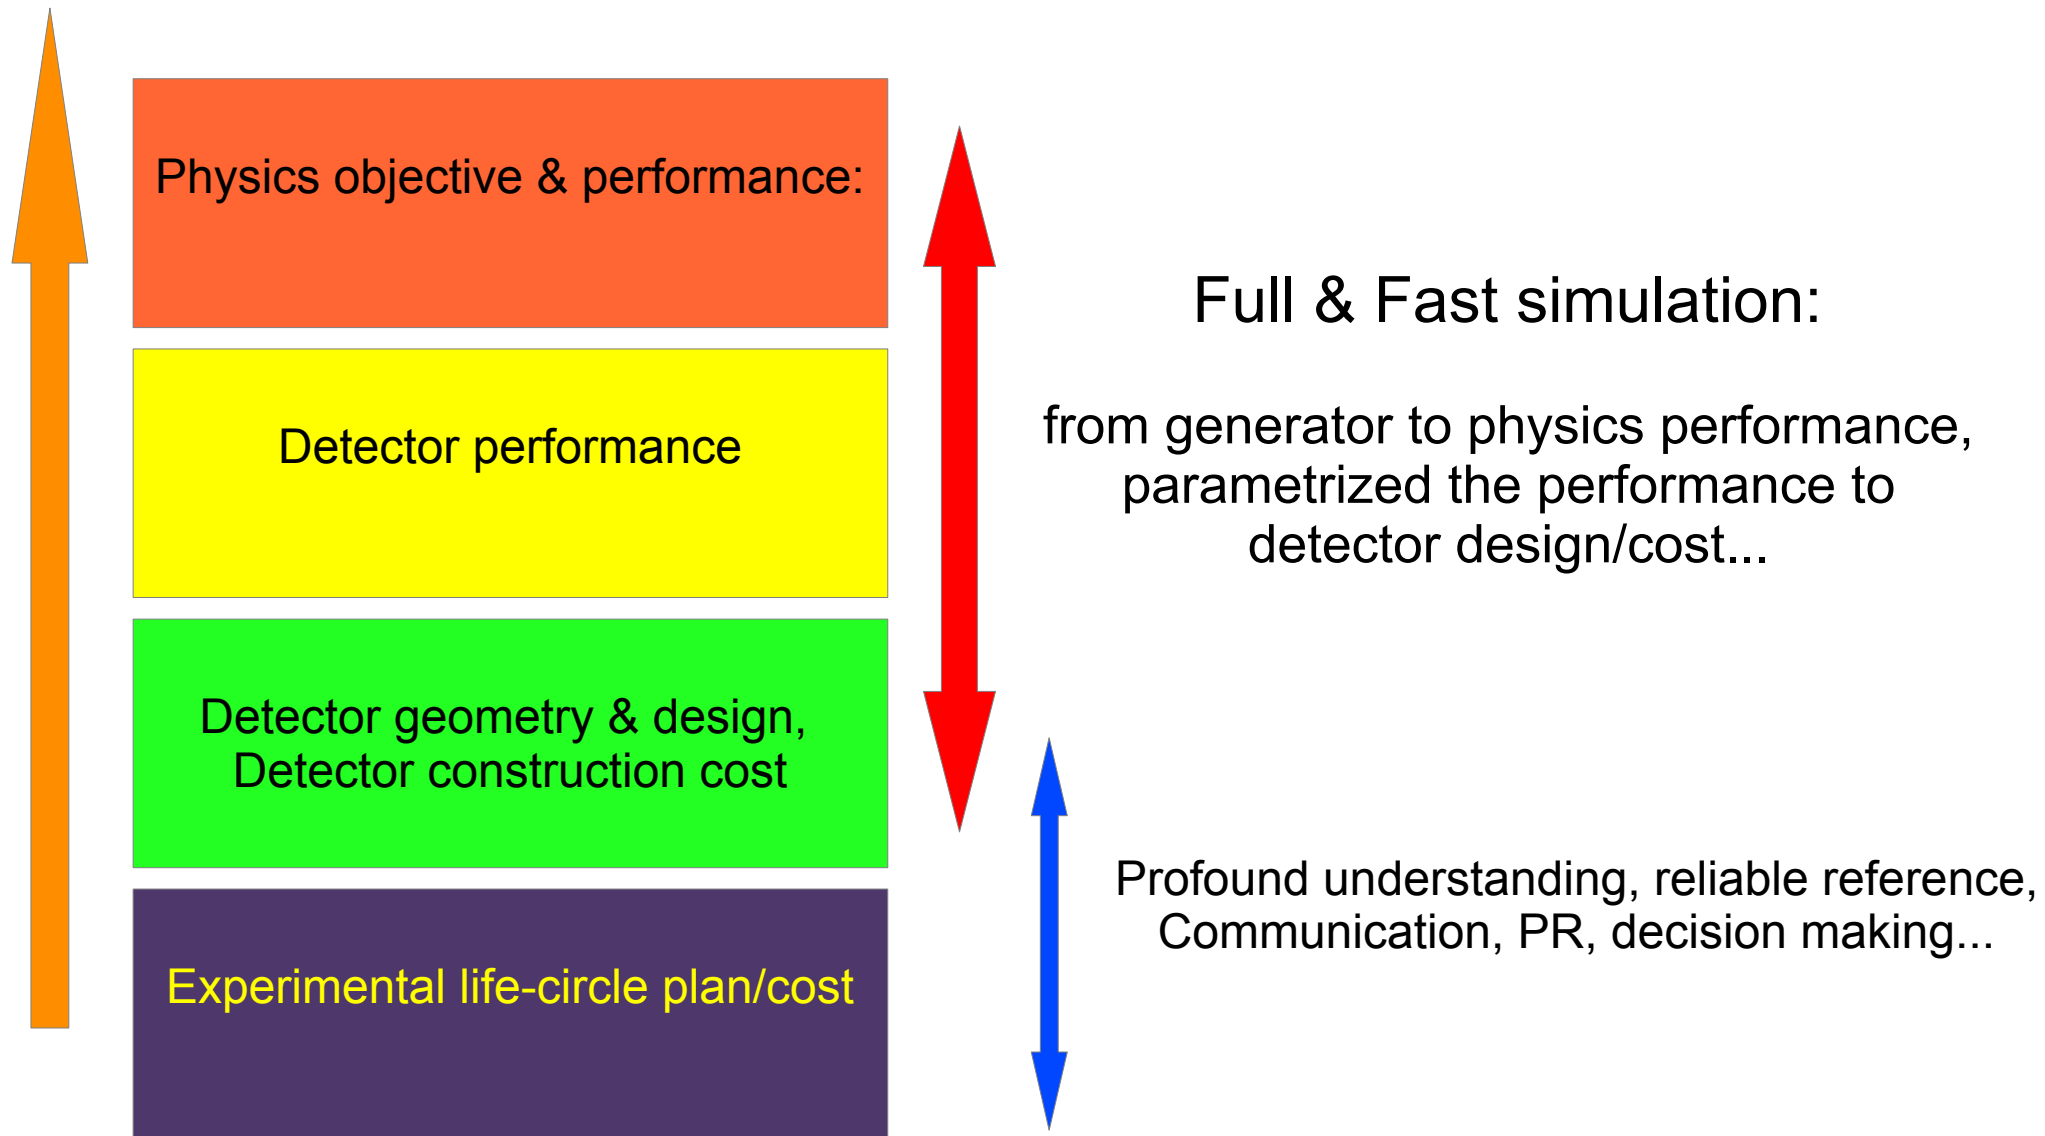 Physics objective & performance:
Full & Fast simulation:
from generator to physics performance,
parametrized the performance to
detector design/cost...
Detector performance
Detector geometry & design,
Detector construction cost
Profound understanding, reliable reference,
Communication, PR, decision making...
Experimental life-circle plan/cost